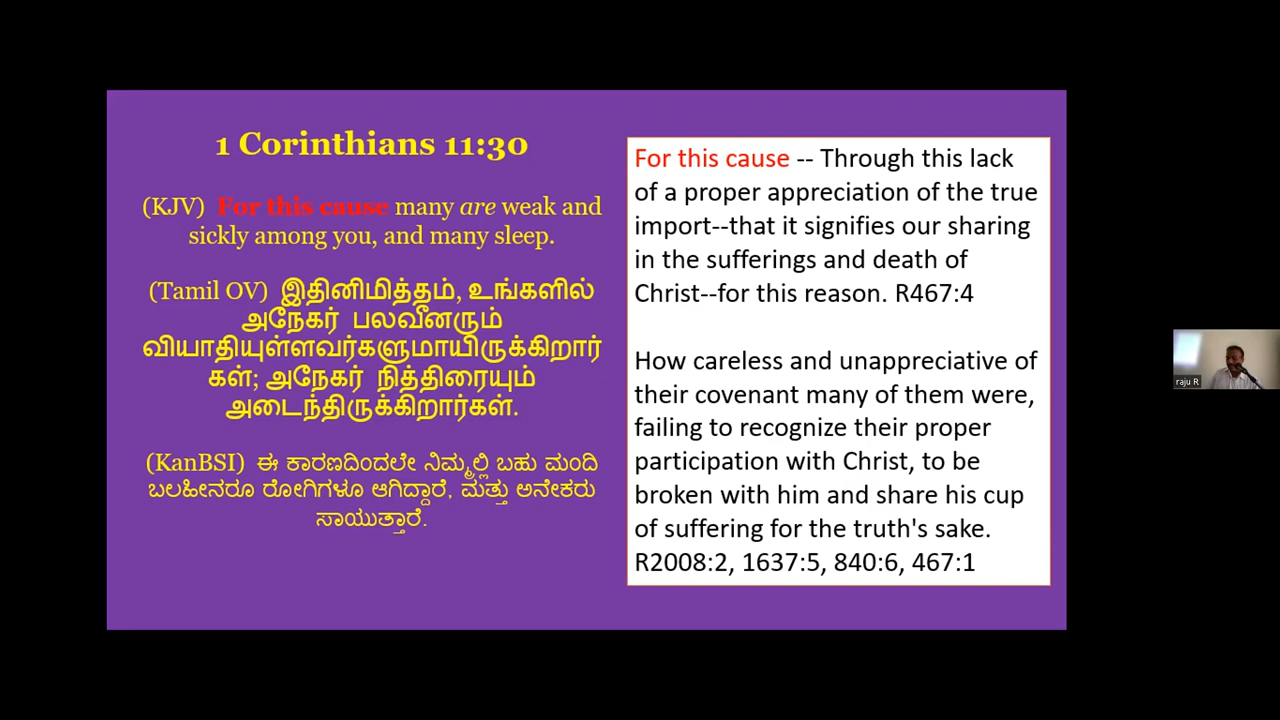 1 Corinthians 11:30
(KJV) For this cause many are weak and
sickly among you, and many sleep.
(Tamil OV) இதினிமித்தம், உங்களில்
அநேகர் பலவீனரும்
வியாதியுள்ளவர்களுமாயிருக்கிறார்
கள்; அநேகர் நித்திரையும்
அடைந்திருக்கிறார்கள்.
(KanBSI) ಈ ಕಾರಣದಿಂದಲೇ ನಿಮ್ಮಲ್ಲಿ ಬಹು ಮಂದಿ
ಬಲಹೀನರೂ ರೋಗಿಗಳೂ ಆಗಿದ್ದಾರೆ, ಮತ್ತು ಅನೇಕರು
ಸಾಯುತ್ತಾರೆ.
For this cause -- Through this lack
of a proper appreciation of the true
import--that it signifies our sharing
in the sufferings and death of
Christ--for this reason. R467:4
How careless and unappreciative of
their covenant many of them were,
failing to recognize their proper
participation with Christ, to be
broken with him and share his cup
of suffering for the truth's sake.
R2008:2, 1637:5, 840:6, 467:1
raju R